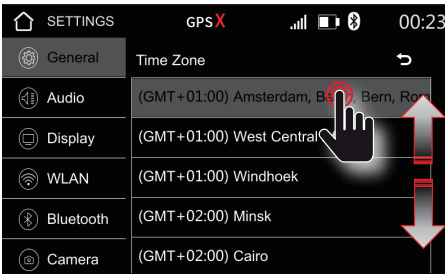 SETTINGS GPSX 00:23
General Time Zone
Audio (GMT+01:00) Amsterdam, Bern, Rom
Display (GMT+01:00) West Central
WLAN (GMT+01:00) Windhoek
Bluetooth (GMT+02:00) Minsk
Camera (GMT+02:00) Cairo